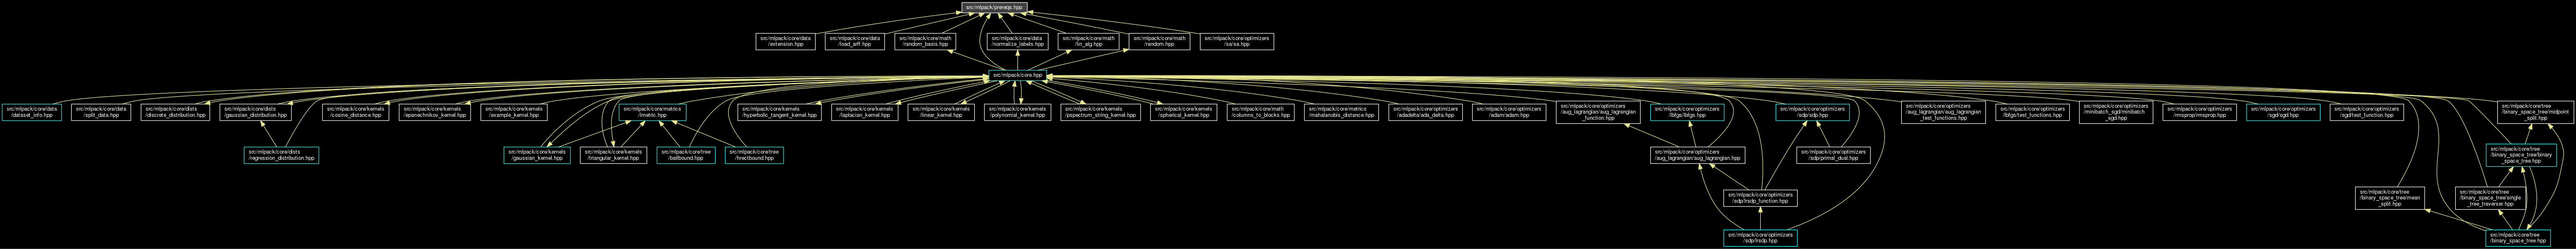 src/mlpack/prereqs.hpp
src/mlpack/core/data
/extension.hpp
src/mlpack/core/data
/load_arff.hpp
src/mlpack/core/math
/random_basis.hpp
src/mlpack/core/data
/normalize_labels.hpp
src/mlpack/core/math
/lin_alg.hpp
src/mlpack/core/math
/random.hpp
src/mlpack/core/optimizers
/sa/sa.hpp
src/mlpack/core.hpp
src/mlpack/core/data
/dataset_info.hpp
src/mlpack/core/data
/split_data.hpp
src/mlpack/core/dists
/discrete_distribution.hpp
src/mlpack/core/dists
/gaussian_distribution.hpp
src/mlpack/core/kernels
/cosine_distance.hpp
src/mlpack/core/kernels
/epanechnikov_kernel.hpp
src/mlpack/core/kernels
/example_kernel.hpp
src/mlpack/core/metrics
/lmetric.hpp
src/mlpack/core/kernels
/hyperbolic_tangent_kernel.hpp
src/mlpack/core/kernels
/laplacian_kernel.hpp
src/mlpack/core/kernels
/linear_kernel.hpp
src/mlpack/core/kernels
/polynomial_kernel.hpp
src/mlpack/core/kernels
/pspectrum_string_kernel.hpp
src/mlpack/core/kernels
/spherical_kernel.hpp
src/mlpack/core/math
/columns_to_blocks.hpp
src/mlpack/core/metrics
/mahalanobis_distance.hpp
src/mlpack/core/optimizers
/adadelta/ada_delta.hpp
src/mlpack/core/optimizers
/adam/adam.hpp
src/mlpack/core/optimizers
/aug_lagrangian/aug_lagrangian
_function.hpp
src/mlpack/core/optimizers
/lbfgs/lbfgs.hpp
src/mlpack/core/optimizers
/sdp/sdp.hpp
src/mlpack/core/optimizers
/aug_lagrangian/aug_lagrangian
_test_functions.hpp
src/mlpack/core/optimizers
/lbfgs/test_functions.hpp
src/mlpack/core/optimizers
/minibatch_sgd/minibatch
_sgd.hpp
src/mlpack/core/optimizers
/rmsprop/rmsprop.hpp
src/mlpack/core/optimizers
/sgd/sgd.hpp
src/mlpack/core/optimizers
/sgd/test_function.hpp
src/mlpack/core/tree
/binary_space_tree/midpoint
_split.hpp
src/mlpack/core/dists
/regression_distribution.hpp
src/mlpack/core/kernels
/gaussian_kernel.hpp
src/mlpack/core/kernels
/triangular_kernel.hpp
src/mlpack/core/tree
/ballbound.hpp
src/mlpack/core/tree
/hrectbound.hpp
src/mlpack/core/optimizers
/aug_lagrangian/aug_lagrangian.hpp
src/mlpack/core/optimizers
/sdp/primal_dual.hpp
src/mlpack/core/tree
/binary_space_tree/binary
_space_tree.hpp
src/mlpack/core/optimizers
/sdp/lrsdp_function.hpp
src/mlpack/core/tree
/binary_space_tree/mean
_split.hpp
src/mlpack/core/tree
/binary_space_tree/single
_tree_traverser.hpp
src/mlpack/core/optimizers
/sdp/lrsdp.hpp
src/mlpack/core/tree
/binary_space_tree.hpp